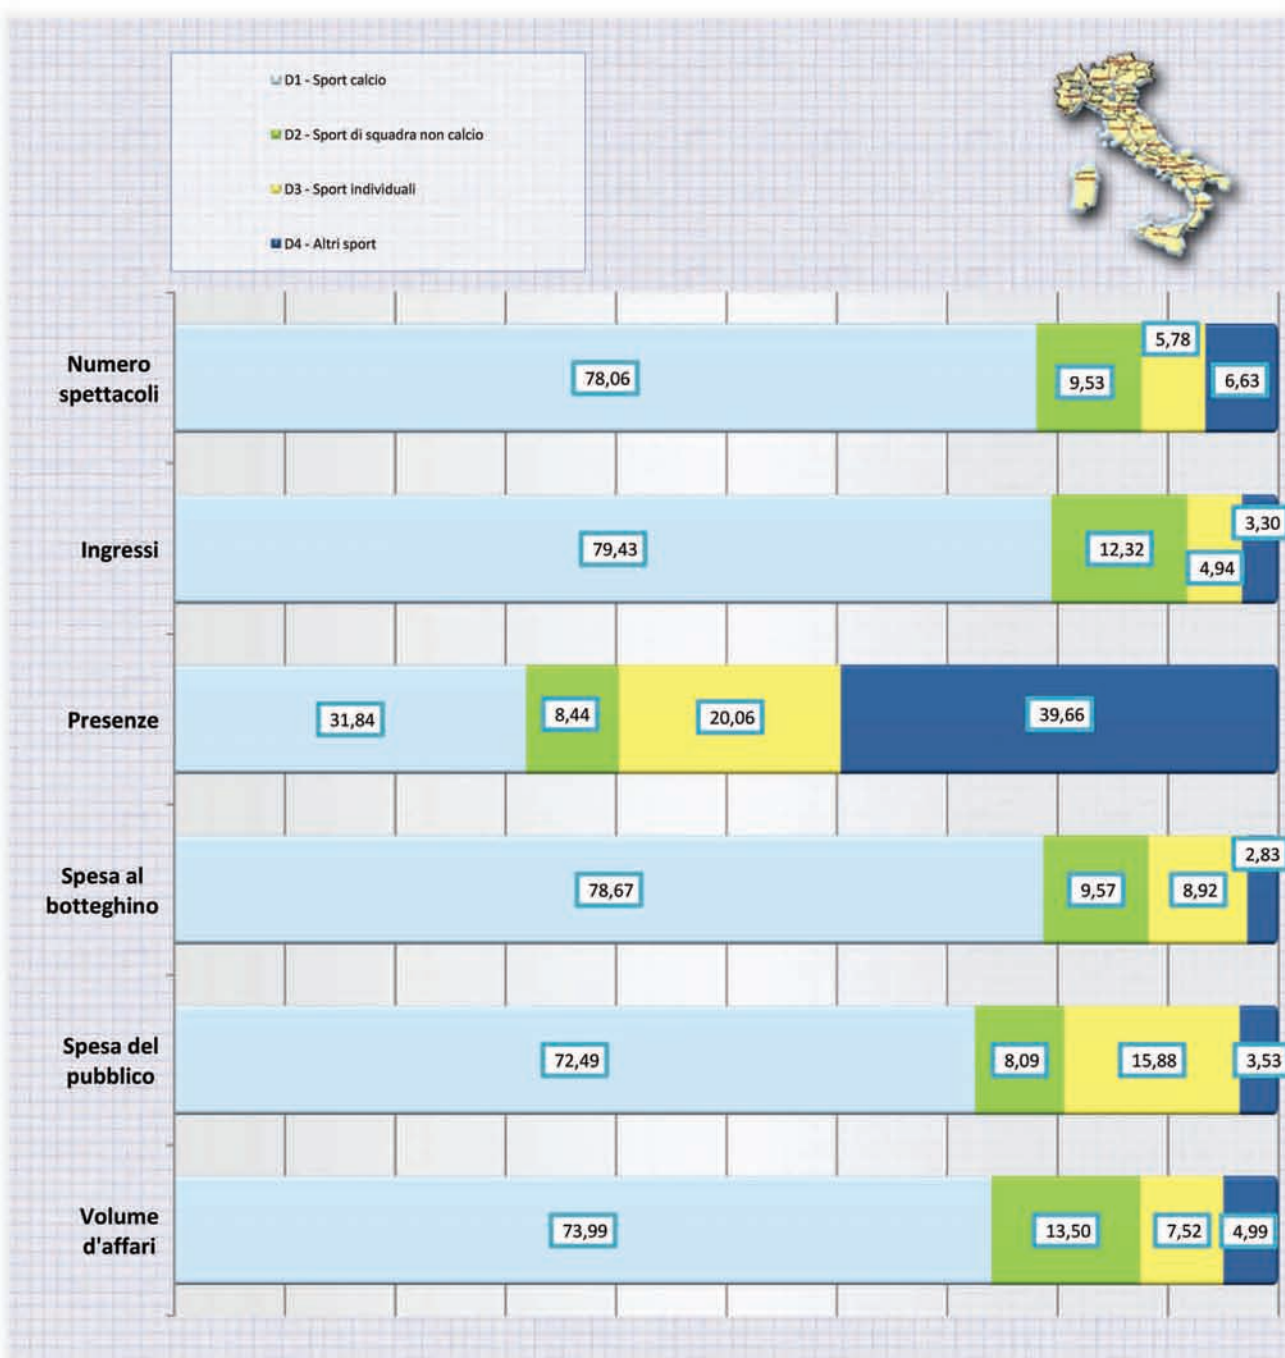 D1 - Sport calcio
D2 - Sport di squadra non calcio
D3 - Sport individuali
D4 - Altri sport
Numero
spettacoli
78,06
9,53
5,78
6,63
Ingressi
79,43
12,32
4,94
3,30
Presenze
31,84
8,44
20,06
39,66
Spesa al
botteghino
78,67
9,57
8,92
2,83
Spesa del
pubblico
72,49
8,09
15,88
3,53
Volume
d'affari
73,99
13,50
7,52
4,99